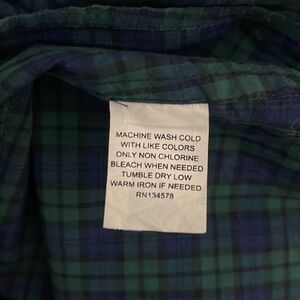 MACHINE WASH COLD
WITH LIKE COLORS
ONLY NON CHLORINE
BLEACH WHEN NEEDED
TUMBLE DRY LOW
WARM IRON IF NEEDED
RN134578